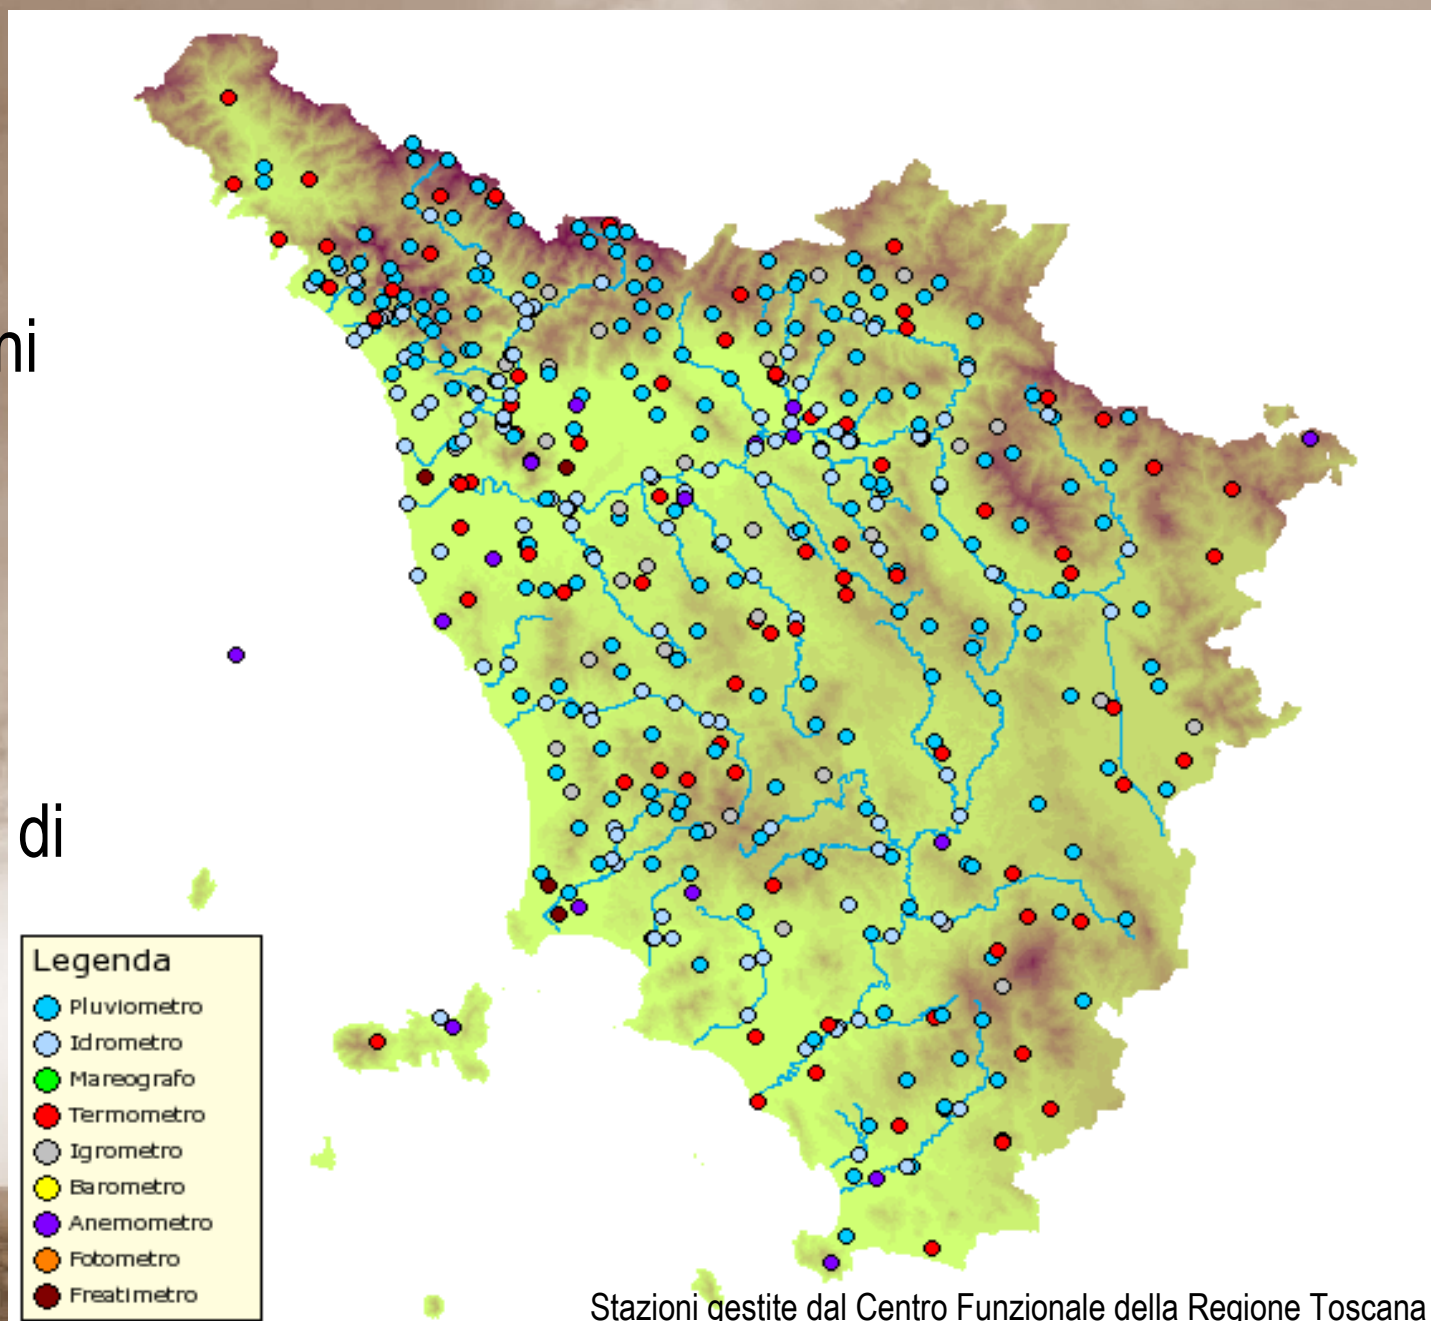 ni
di
Legenda
Pluviometro
Idrometro
Mareografo
Termometro
Igrometro
Barometro
Anemometro
Fotometro
Freatimetro
Stazioni gestite dal Centro Funzionale della Regione Toscana